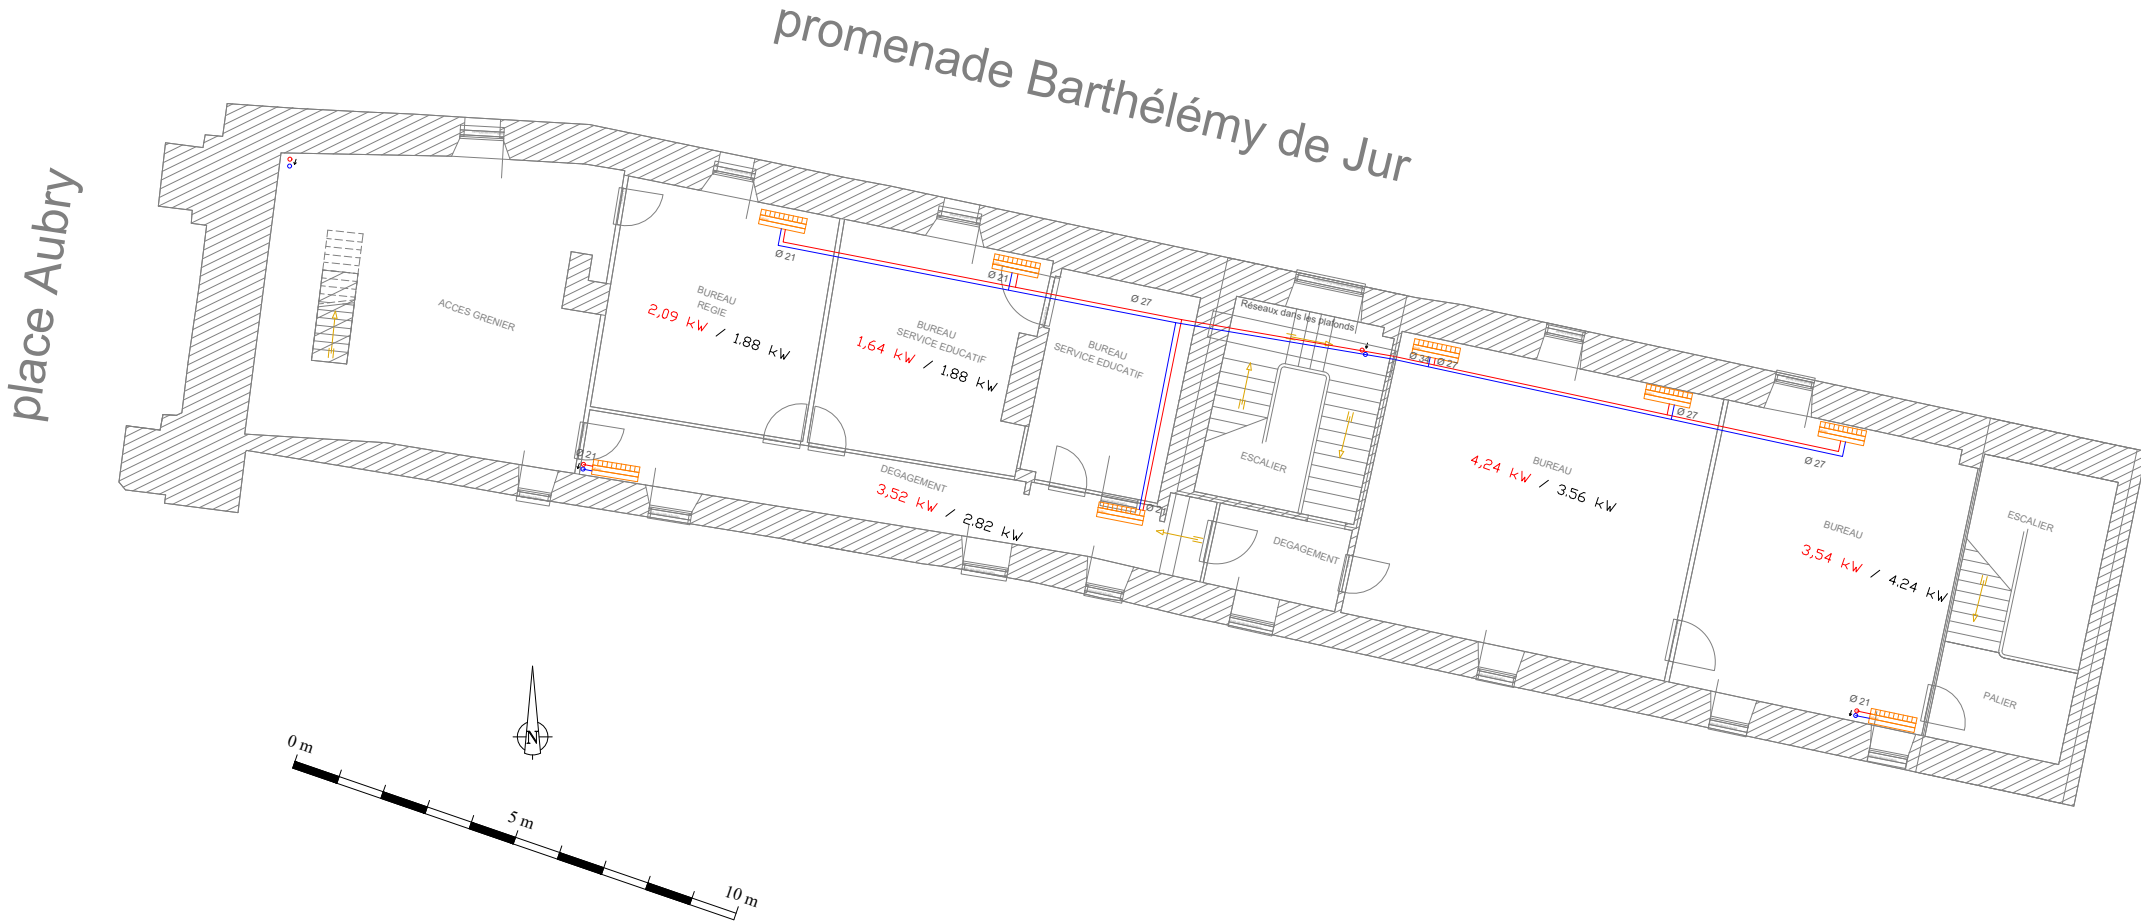 promenade Barthélémy de Jur
place Aubry
ACCES GRENIER
BUREAU
REGIE
2,09 kW / 1.88 kW
Ø 21
BUREAU
SERVICE EDUCATIF
1,64 kW / 1.88 kW
Ø 21
BUREAU
SERVICE EDUCATIF
Ø 27
Réseaux dans les plafonds
ESCALIER
Ø 34
Ø 27
BUREAU
4,24 kW / 3.56 kW
Ø 27
BUREAU
3,54 kW / 4.24 kW
Ø 27
ESCALIER
PALIER
Ø 21
Ø 21
DEGAGEMENT
3,52 kW / 2.82 kW
DEGAGEMENT
N
0 m
5 m
10 m